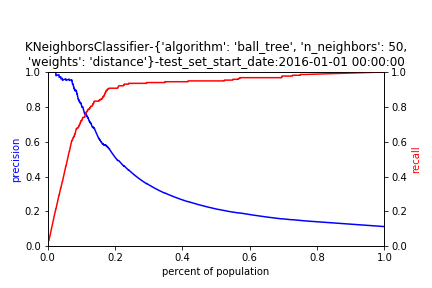 KNeighborsClassifier-{'algorithm': 'ball_tree', 'n_neighbors': 50,
'weights': 'distance'}-test_set_start_date:2016-01-01 00:00:00
1.0
0.8
0.6
0.4
0.2
0.0
precision
1.0
0.8
0.6
0.4
0.2
0.0
recall
0.0 0.2 0.4 0.6 0.8 1.0
percent of population